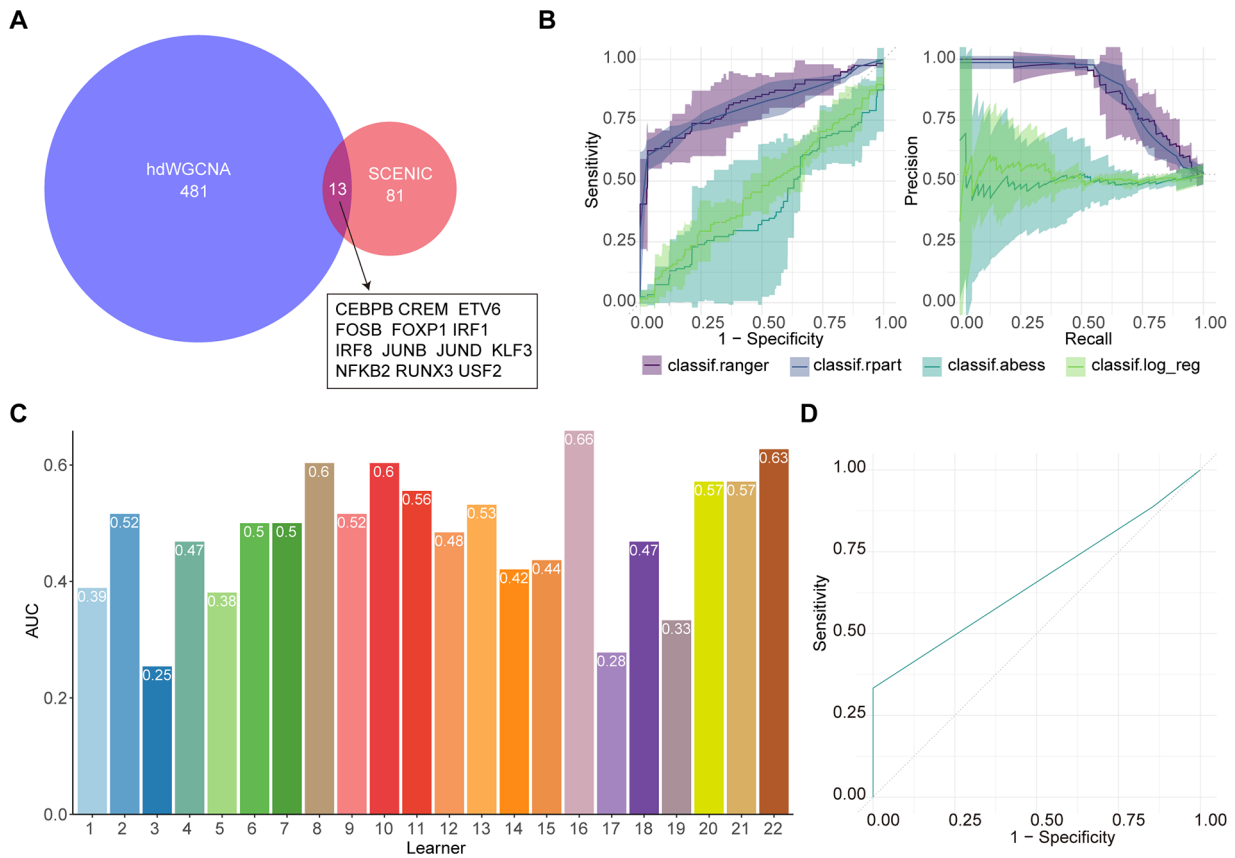 A
hdWGCNA
481
13
SCENIC
81
CEBPB CREM ETV6
FOSB FOXP1 IRF1
IRF8 JUNB JUND KLF3
NFKB2 RUNX3 USF2
B
Sensitivity
1.00
0.75
0.50
0.25
0.00
0.00 0.25 0.50 0.75 1.00
1 − Specificity
Precision
1.00
0.75
0.50
0.25
0.00
0.00 0.25 0.50 0.75 1.00
Recall
classif.ranger classif.rpart classif.abess classif.log_reg
C
AUC
0.6
0.4
0.2
0.0
0.39 0.52 0.25 0.47 0.38 0.5 0.5 0.6 0.52 0.6 0.56 0.48 0.53 0.42 0.44 0.66 0.28 0.47 0.33 0.57 0.57 0.63
1 2 3 4 5 6 7 8 9 10 11 12 13 14 15 16 17 18 19 20 21 22
Learner
D
Sensitivity
1.00
0.75
0.50
0.25
0.00
0.00 0.25 0.50 0.75 1.00
1 − Specificity